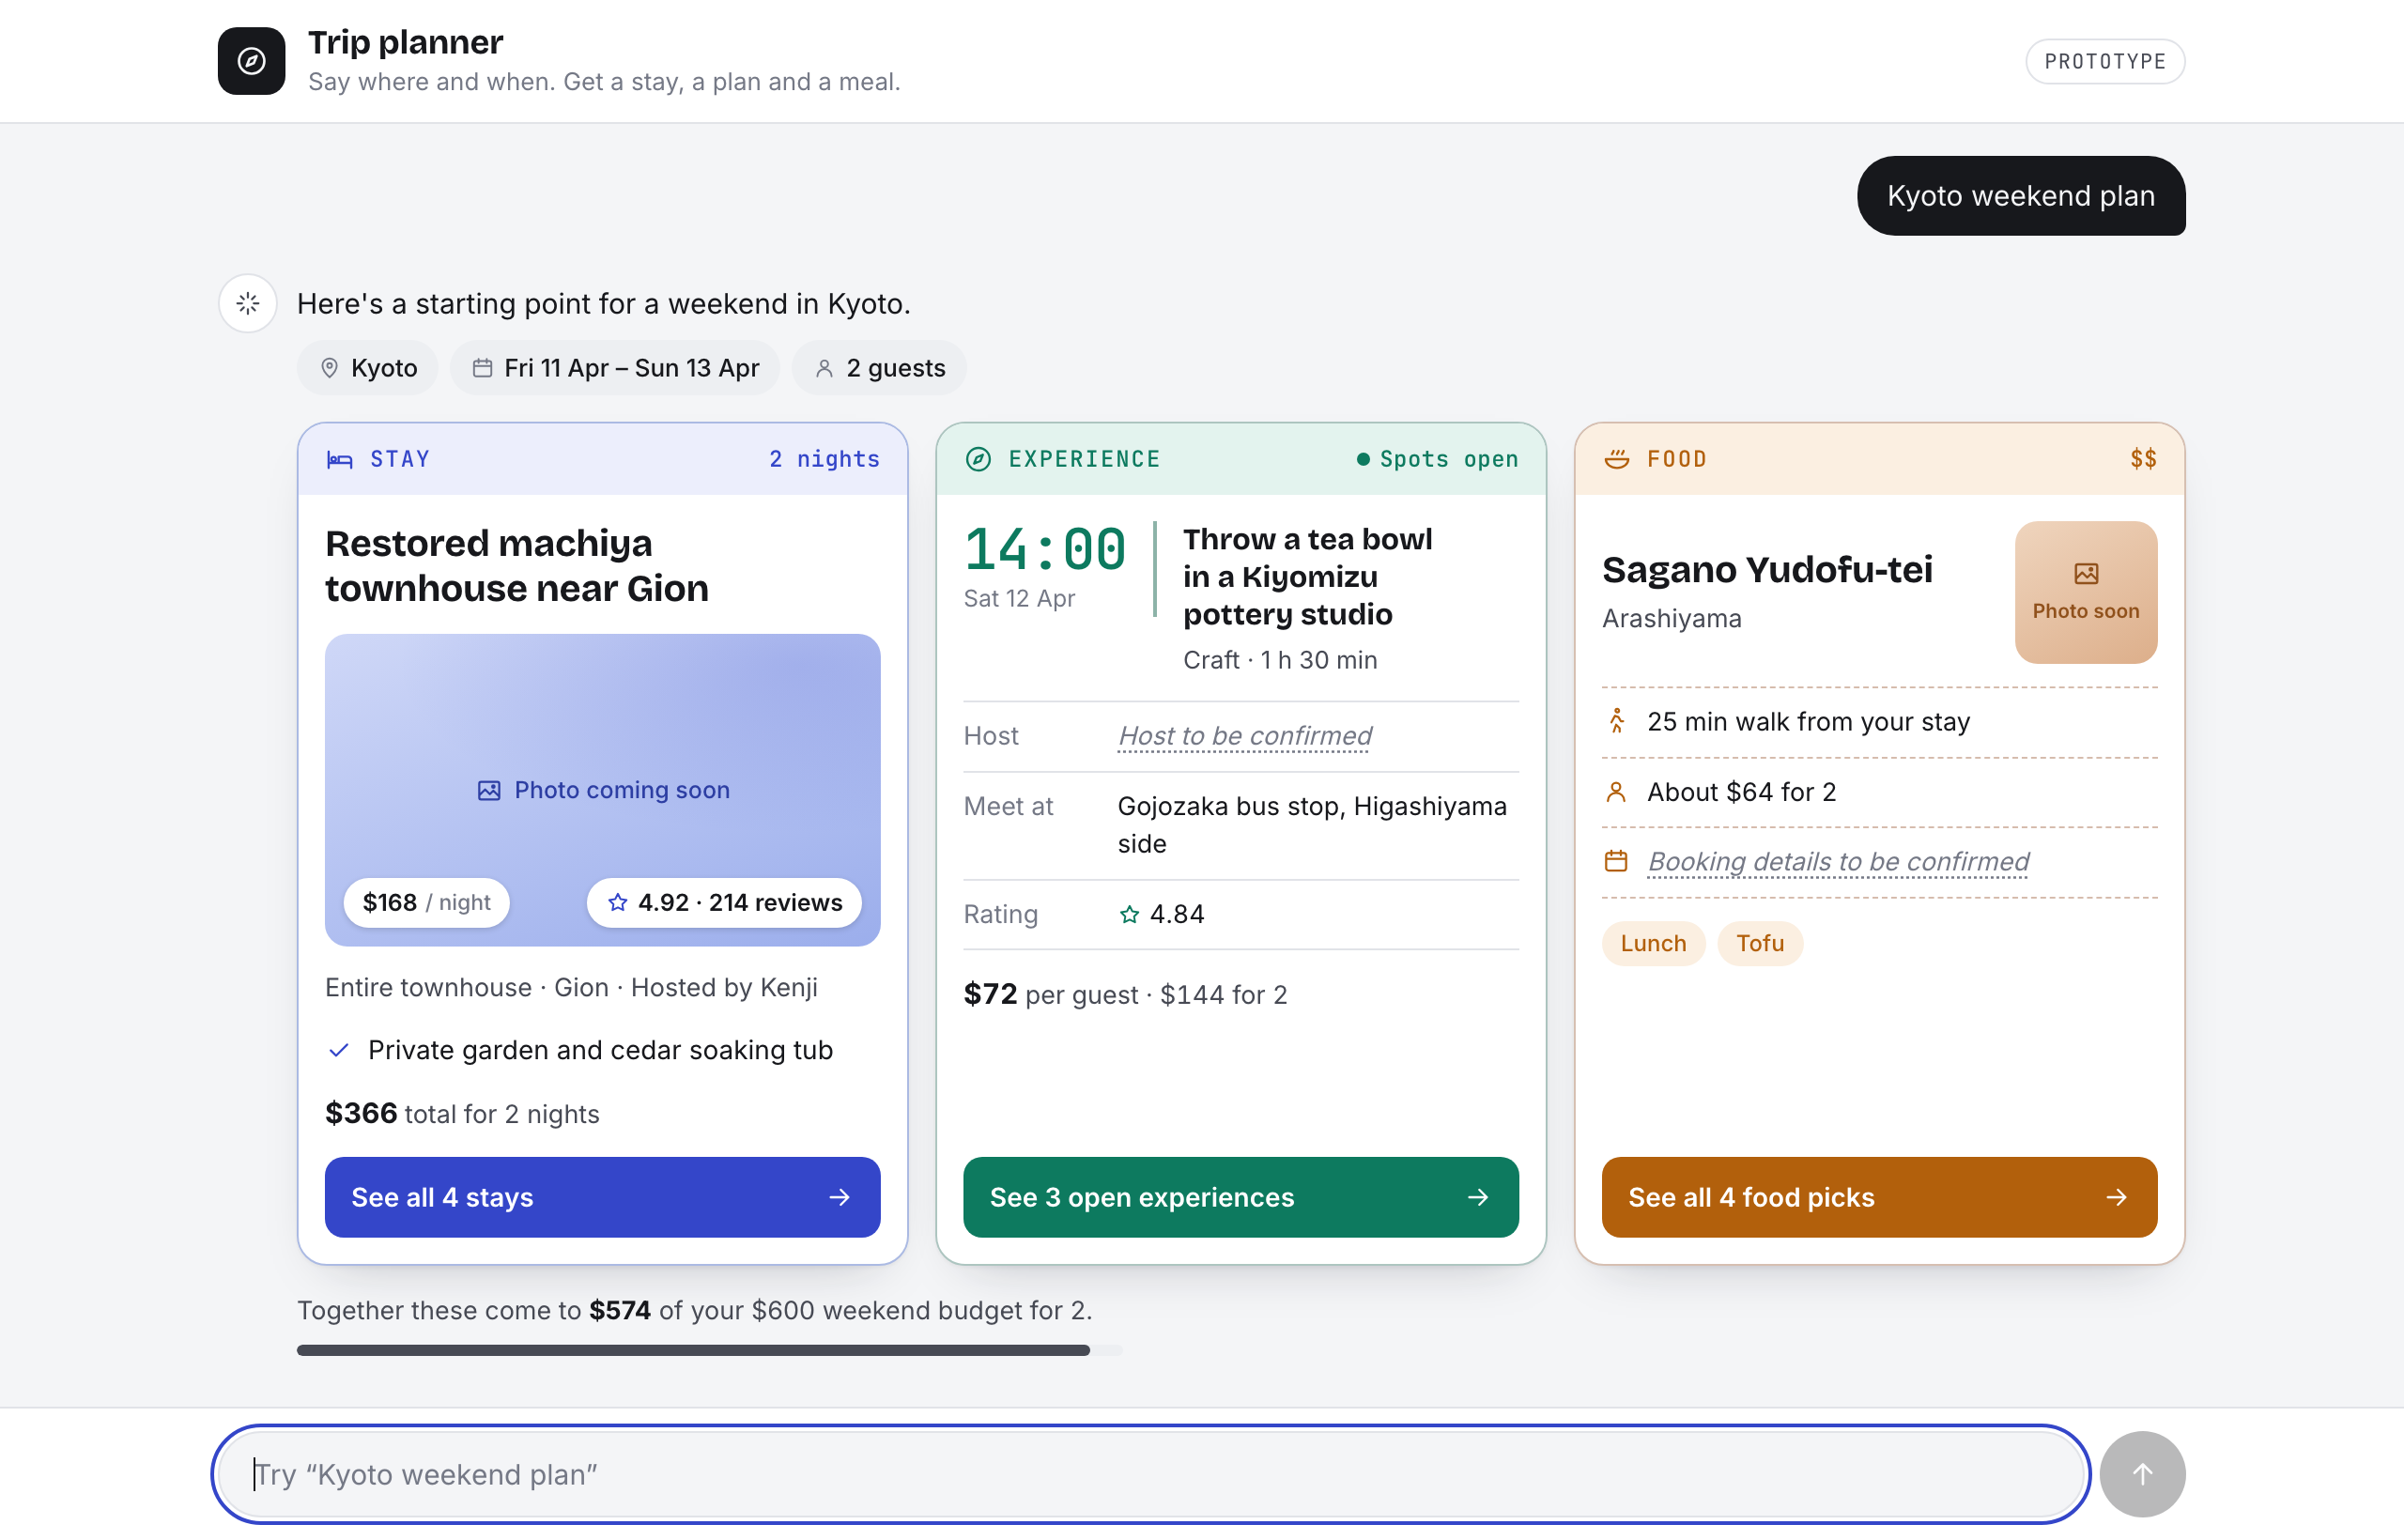 Trip planner
Say where and when. Get a stay, a plan and a meal.
PROTOTYPE
Kyoto weekend plan
Here's a starting point for a weekend in Kyoto.
Kyoto
Fri 11 Apr – Sun 13 Apr
2 guests
STAY
2 nights
Restored machiya
townhouse near Gion
Photo coming soon
$168 / night
4.92 · 214 reviews
Entire townhouse · Gion · Hosted by Kenji
Private garden and cedar soaking tub
$366 total for 2 nights
See all 4 stays
EXPERIENCE
Spots open
14:00
Sat 12 Apr
Throw a tea bowl
in a Kiyomizu
pottery studio
Craft · 1 h 30 min
Host
Host to be confirmed
Meet at
Gojozaka bus stop, Higashiyama
side
Rating
4.84
$72 per guest · $144 for 2
See 3 open experiences
FOOD
$$
Sagano Yudofu-tei
Arashiyama
Photo soon
25 min walk from your stay
About $64 for 2
Booking details to be confirmed
Lunch
Tofu
See all 4 food picks
Together these come to $574 of your $600 weekend budget for 2.
Try “Kyoto weekend plan”